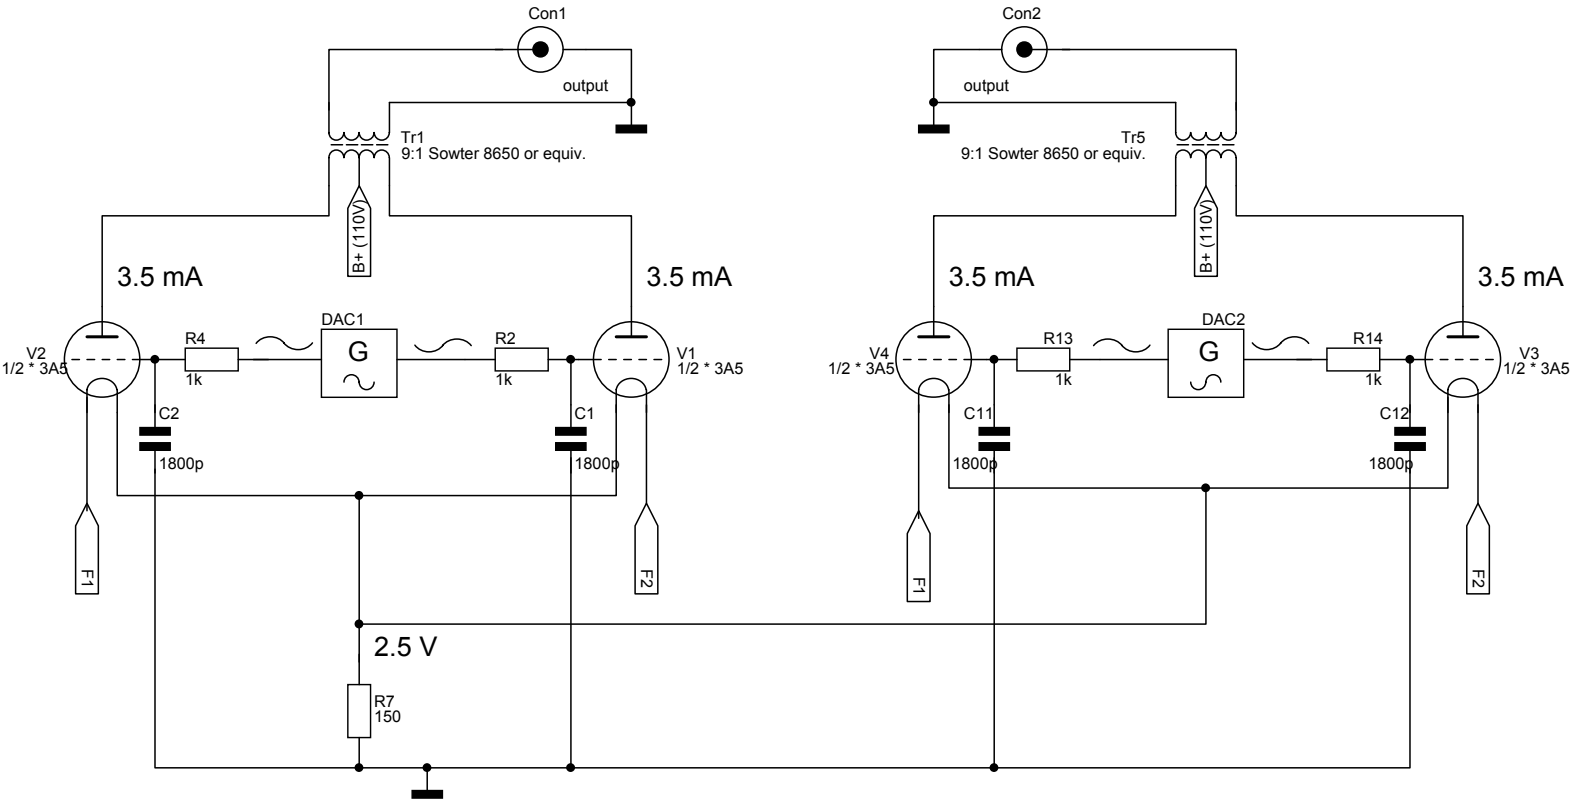 Con1
Con2
output
output
Tr1
9:1 Sowter 8650 or equiv.
Tr5
9:1 Sowter 8650 or equiv.
B+ (110V)
B+ (110V)
3.5 mA
3.5 mA
3.5 mA
3.5 mA
V2
1/2 * 3A5
R4
1k
DAC1
G
R2
1k
V1
1/2 * 3A5
V4
1/2 * 3A5
R13
1k
DAC2
G
R14
1k
V3
1/2 * 3A5
C2
1800p
C1
1800p
C11
1800p
C12
1800p
F1
F2
F1
F2
2.5 V
R7
150